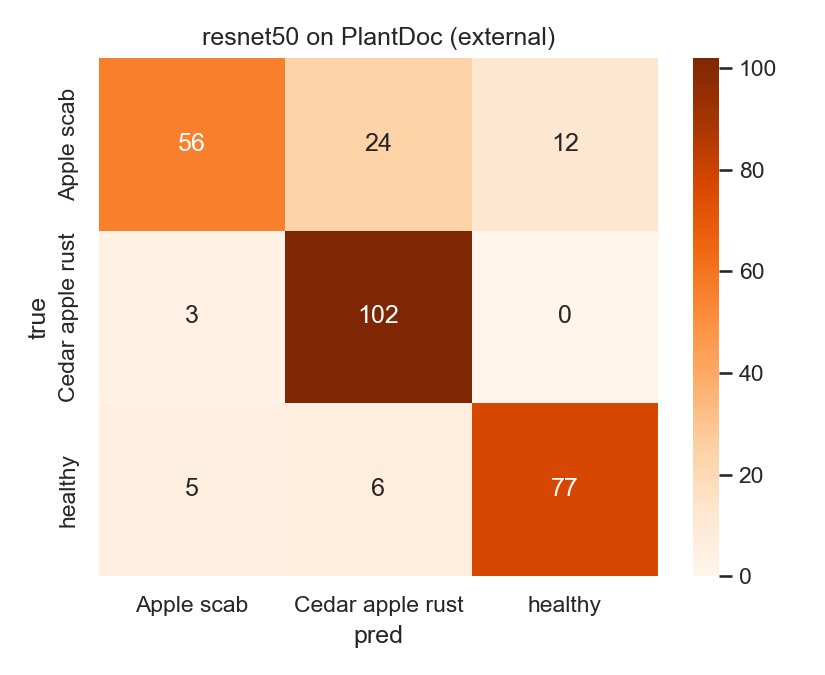 resnet50 on PlantDoc (external)
true
Apple scab
Cedar apple rust
healthy
56 24 12
3 102 0
5 6 77
Apple scab Cedar apple rust healthy
pred
100
80
60
40
20
0